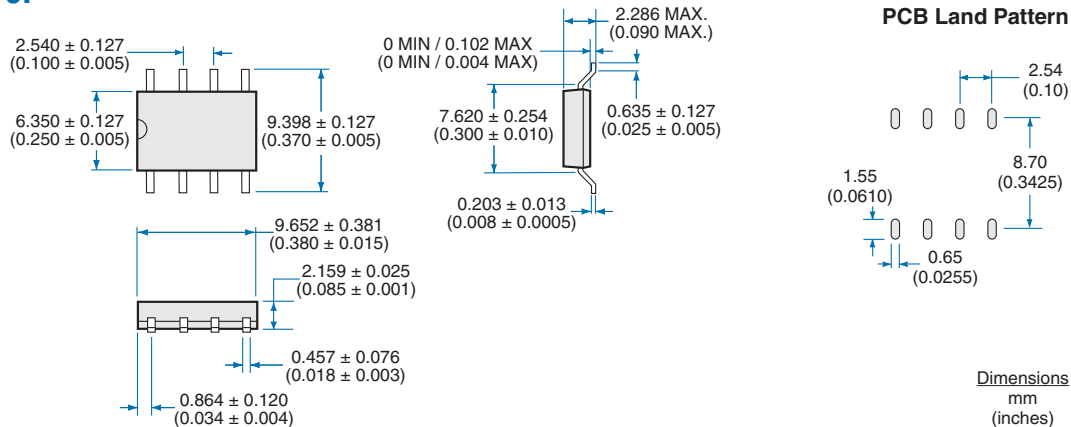 2.540 ± 0.127
(0.100 ± 0.005)
6.350 ± 0.127
(0.250 ± 0.005)
9.398 ± 0.127
(0.370 ± 0.005)
9.652 ± 0.381
(0.380 ± 0.015)
2.159 ± 0.025
(0.085 ± 0.001)
0.457 ± 0.076
(0.018 ± 0.003)
0.864 ± 0.120
(0.034 ± 0.004)
2.286 MAX.
(0.090 MAX.)
0 MIN / 0.102 MAX
(0 MIN / 0.004 MAX)
7.620 ± 0.254
(0.300 ± 0.010)
0.635 ± 0.127
(0.025 ± 0.005)
0.203 ± 0.013
(0.008 ± 0.0005)
PCB Land Pattern
2.54
(0.10)
8.70
(0.3425)
1.55
(0.0610)
0.65
(0.0255)
Dimensions
mm
(inches)